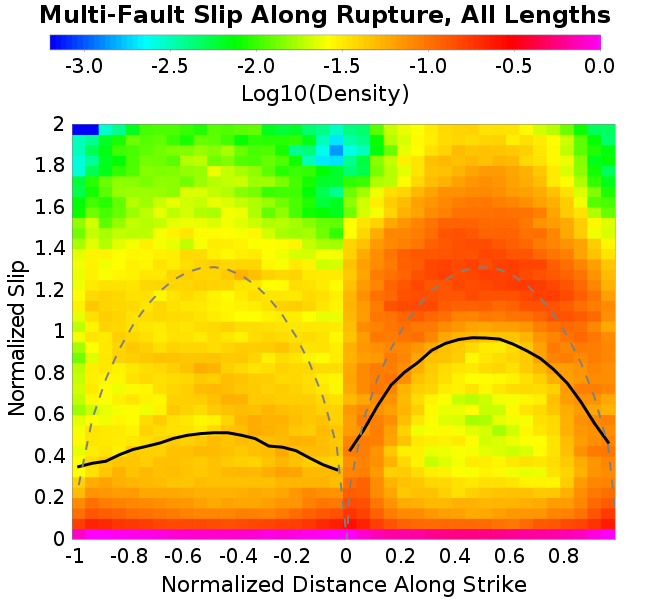 Multi-Fault Slip Along Rupture, All Lengths
-3.0 -2.5 -2.0 -1.5 -1.0 -0.5 0.0
Log10(Density)
Normalized Slip
2
1.8
1.6
1.4
1.2
1
0.8
0.6
0.4
0.2
0
-1 -0.8 -0.6 -0.4 -0.2 0 0.2 0.4 0.6 0.8
Normalized Distance Along Strike